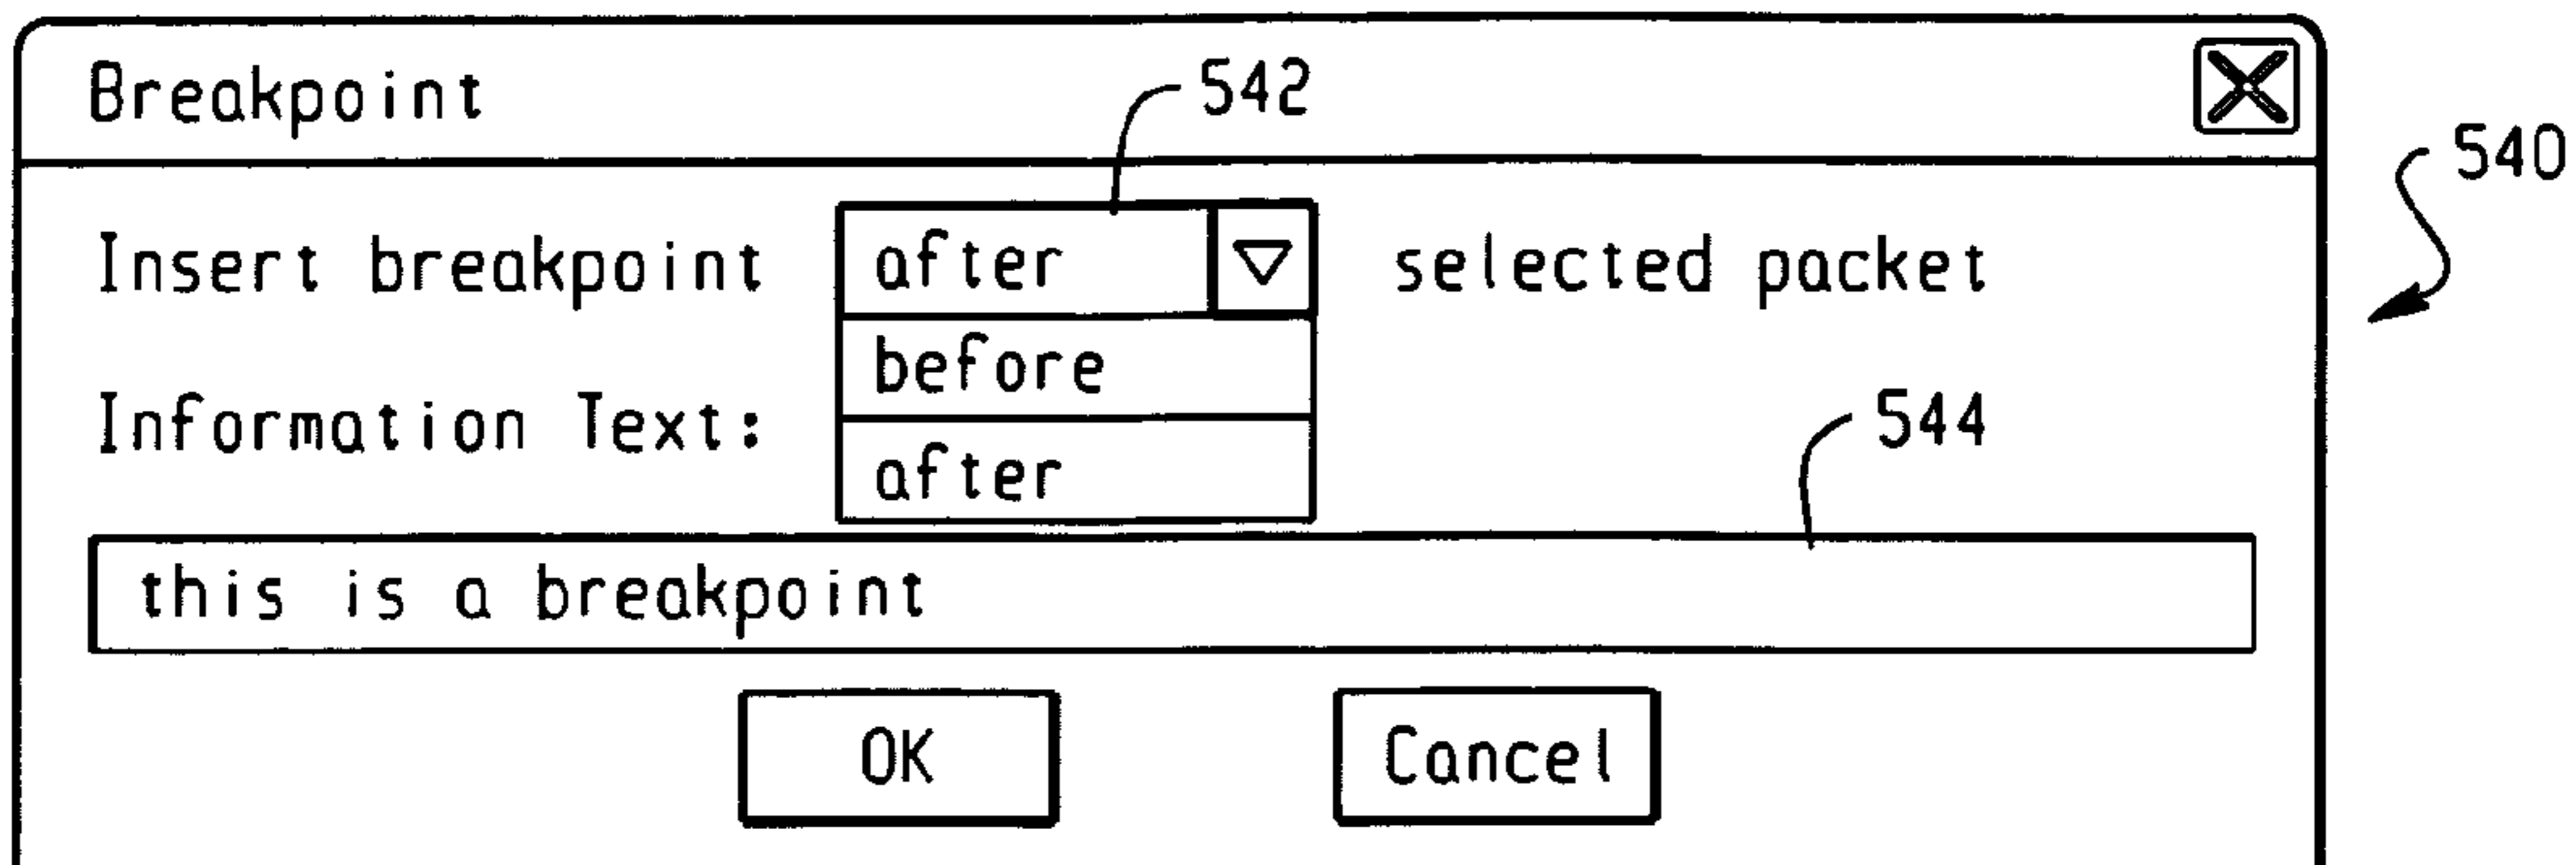 Breakpoint
542
540
Insert breakpoint after selected packet
before
Information Text:
544
after
this is a breakpoint
OK Cancel